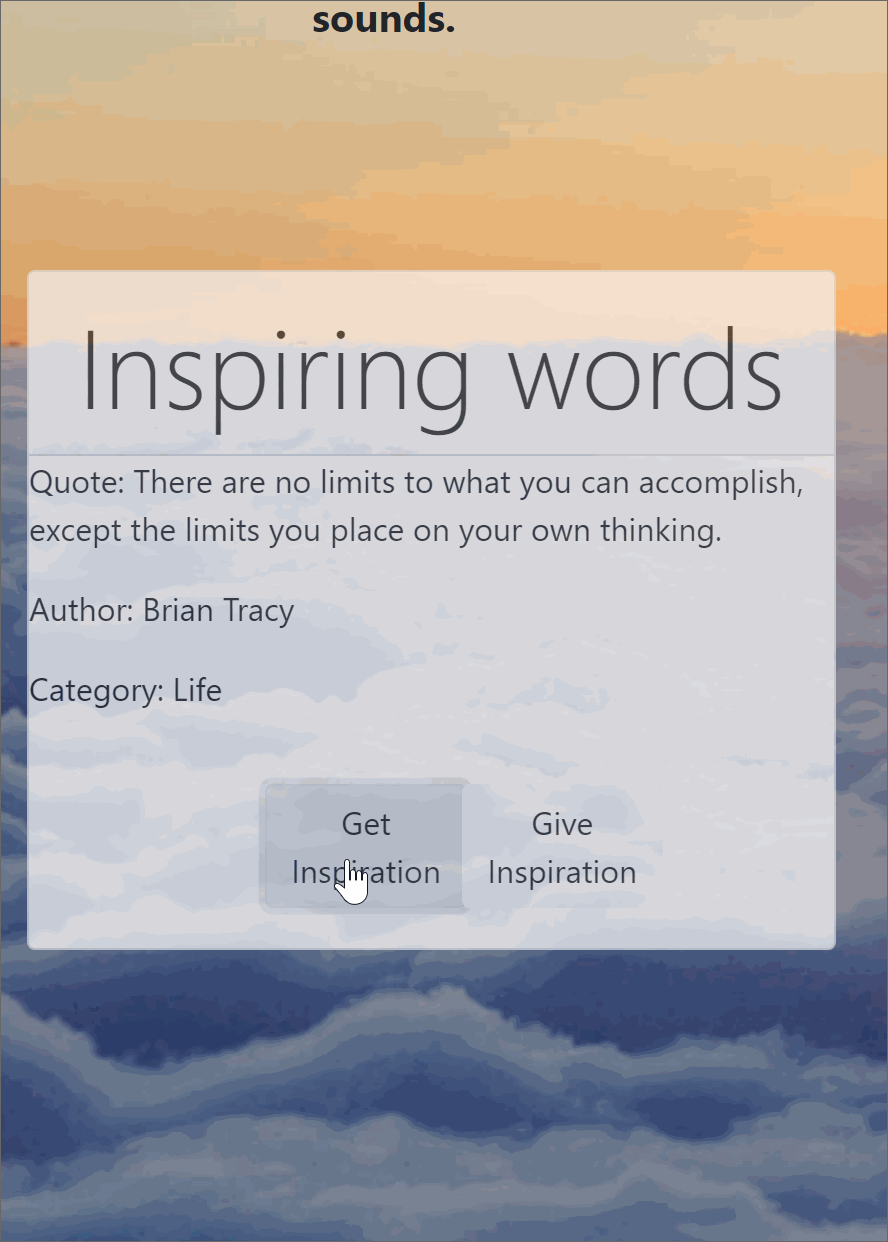 sounds.
Inspiring words
Quote: There are no limits to what you can accomplish,
except the limits you place on your own thinking.
Author: Brian Tracy
Category: Life
Get
Inspiration
Give
Inspiration